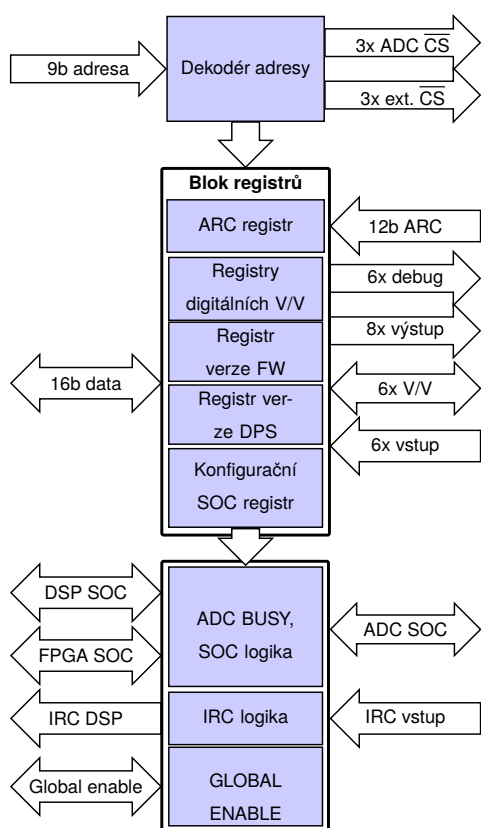 9b adresa
Dekodér adresy
3x ADC C̅S̅
3x ext. C̅S̅
Blok registrů
ARC registr
12b ARC
Registry
digitálních V/V
6x debug
Registr
verze FW
8x výstup
16b data
6x V/V
Registr ver-
ze DPS
6x vstup
Konfigurační
SOC registr
DSP SOC
FPGA SOC
ADC BUSY,
SOC logika
ADC SOC
IRC DSP
IRC logika
IRC vstup
Global enable
GLOBAL
ENABLE